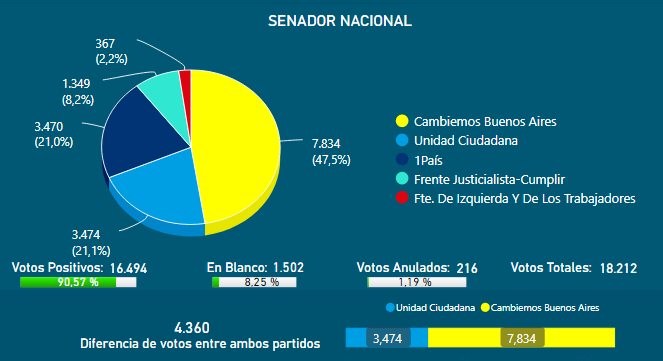 SENADOR NACIONAL
367
(2,2%)
1.349
(8,2%)
3.470
(21,0%)
3.474
(21,1%)
7.834
(47,5%)
Cambiemos Buenos Aires
Unidad Ciudadana
1País
Frente Justicialista-Cumplir
Fte. De Izquierda Y De Los Trabajadores
Votos Positivos: 16.494
90,57 %
En Blanco: 1.502
8,25 %
Votos Anulados: 216
1,19 %
Votos Totales: 18.212
4.360
Diferencia de votos entre ambos partidos
Unidad Ciudadana Cambiemos Buenos Aires
3,474 7,834